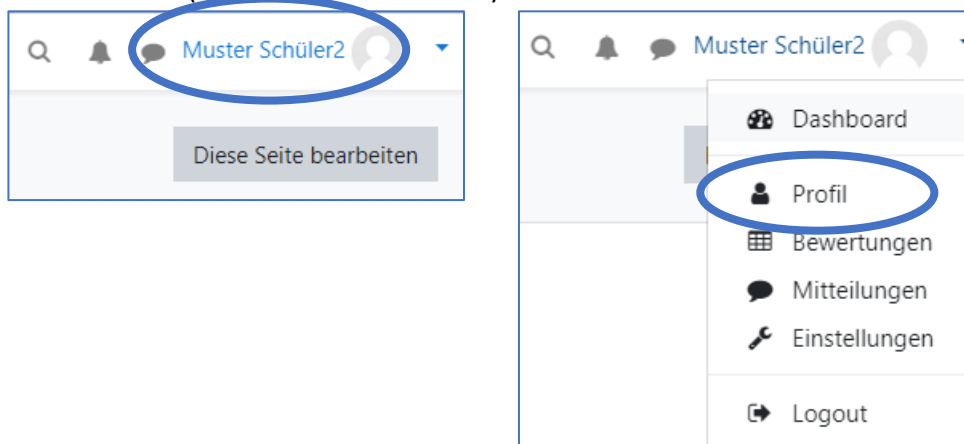 Muster Schüler2
Diese Seite bearbeiten
Muster Schüler2
Dashboard
Profil
Bewertungen
Mitteilungen
Einstellungen
Logout